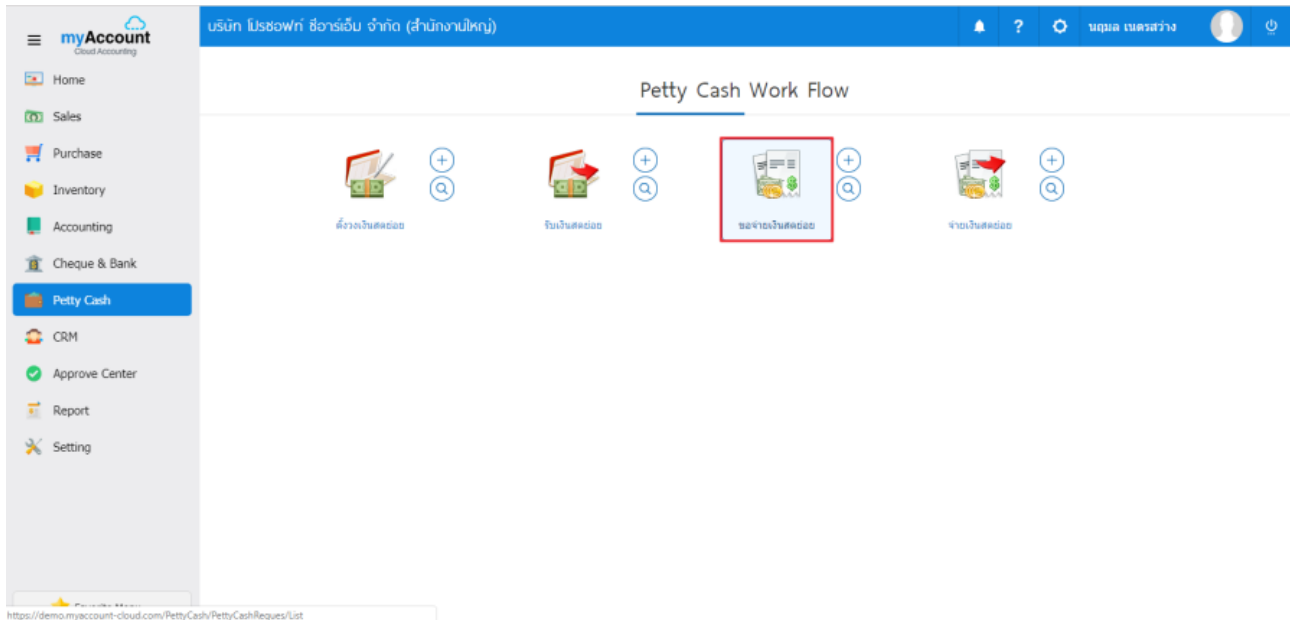 myAccount
Cloud Accounting
บริษัท โปรซอฟท์ ซีอาร์เอ็ม จำกัด (สำนักงานใหญ่)
?
นฤมล เนตรสว่าง
Home
Sales
Purchase
Inventory
Accounting
Cheque & Bank
Petty Cash
CRM
Approve Center
Report
Setting
Petty Cash Work Flow
ตั้งวงเงินสดย่อย
รับเงินสดย่อย
ขอจ่ายเงินสดย่อย
จ่ายเงินสดย่อย
Favorite Menu
https://demo.myaccount-cloud.com/PettyCash/PettyCashReques/List